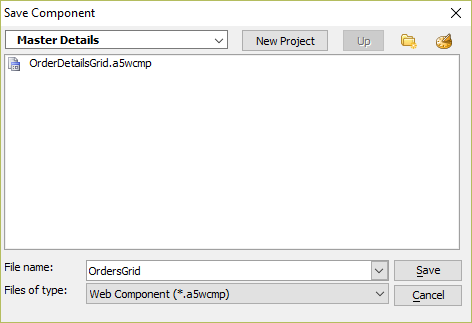 Save Component
Master Details
New Project
Up
OrderDetailsGrid.a5wcmp
File name:
OrdersGrid
Save
Files of type:
Web Component (*.a5wcmp)
Cancel